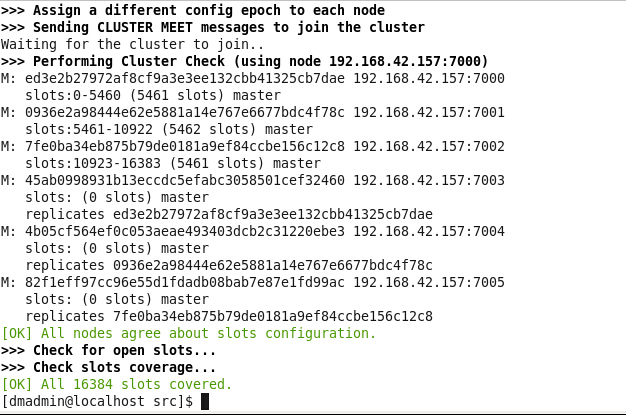 >>> Assign a different config epoch to each node
>>> Sending CLUSTER MEET messages to join the cluster
Waiting for the cluster to join..
>>> Performing Cluster Check (using node 192.168.42.157:7000)
M: ed3e2b27972af8cf9a3e3ee132cbb41325cb7dae 192.168.42.157:7000
   slots:0-5460 (5461 slots) master
M: 0936e2a98444e62e5881a14e767e6677bdc4f78c 192.168.42.157:7001
   slots:5461-10922 (5462 slots) master
M: 7fe0ba34eb875b79de0181a9ef84ccbe156c12c8 192.168.42.157:7002
   slots:10923-16383 (5461 slots) master
M: 45ab0998931b13eccdc5efabc3058501cef32460 192.168.42.157:7003
   slots: (0 slots) master
   replicates ed3e2b27972af8cf9a3e3ee132cbb41325cb7dae
M: 4b05cf564ef0c053aeae493403dcb2c31220ebe3 192.168.42.157:7004
   slots: (0 slots) master
   replicates 0936e2a98444e62e5881a14e767e6677bdc4f78c
M: 82f1eff97cc96e55d1fdadb08bab7e87e1fd99ac 192.168.42.157:7005
   slots: (0 slots) master
   replicates 7fe0ba34eb875b79de0181a9ef84ccbe156c12c8
[OK] All nodes agree about slots configuration.
>>> Check for open slots...
>>> Check slots coverage...
[OK] All 16384 slots covered.
[dmadmin@localhost src]$